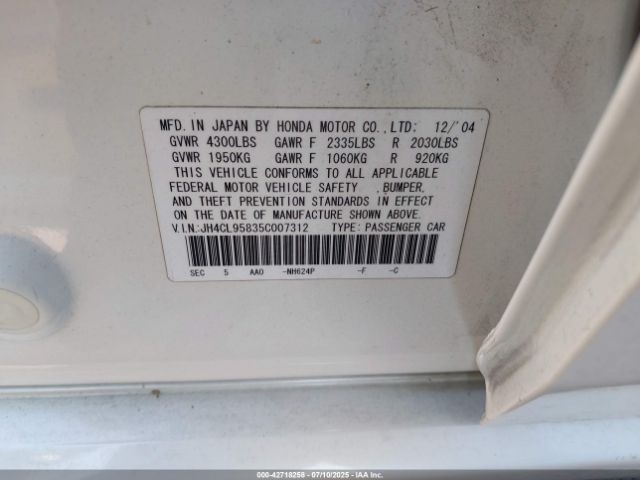 MFD. IN JAPAN BY HONDA MOTOR CO., LTD: 12/'04
GVWR 4300LBS GAWR F 2335LBS R 2030LBS
GVWR 1950KG GAWR F 1060KG R 920KG
THIS VEHICLE CONFORMS TO ALL APPLICABLE
FEDERAL MOTOR VEHICLE SAFETY , BUMPER,
AND THEFT PREVENTION STANDARDS IN EFFECT
ON THE DATE OF MANUFACTURE SHOWN ABOVE.
V.I.N.:JH4CL95835C007312 TYPE: PASSENGER CAR
SEC 5 AAO -NH624P -F -C
000-42718258 - 07/10/2025 - IAAI, Inc.